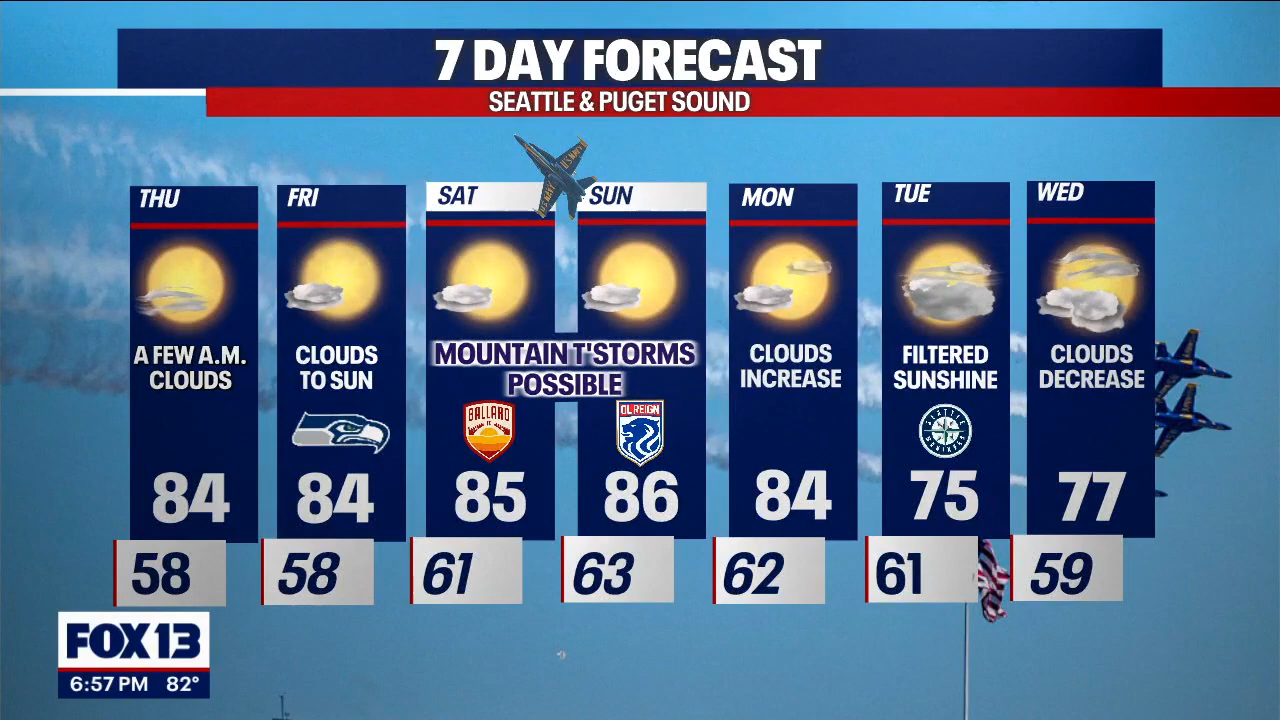 7 DAY FORECAST
SEATTLE & PUGET SOUND
THU
A FEW A.M.
CLOUDS
84
58
FRI
CLOUDS
TO SUN
84
58
SAT
SUN
MOUNTAIN T'STORMS
POSSIBLE
BALLARD
OL REIGN
85
86
61
63
MON
CLOUDS
INCREASE
84
62
TUE
FILTERED
SUNSHINE
75
61
WED
CLOUDS
DECREASE
77
59
FOX 13
6:57 PM 82°